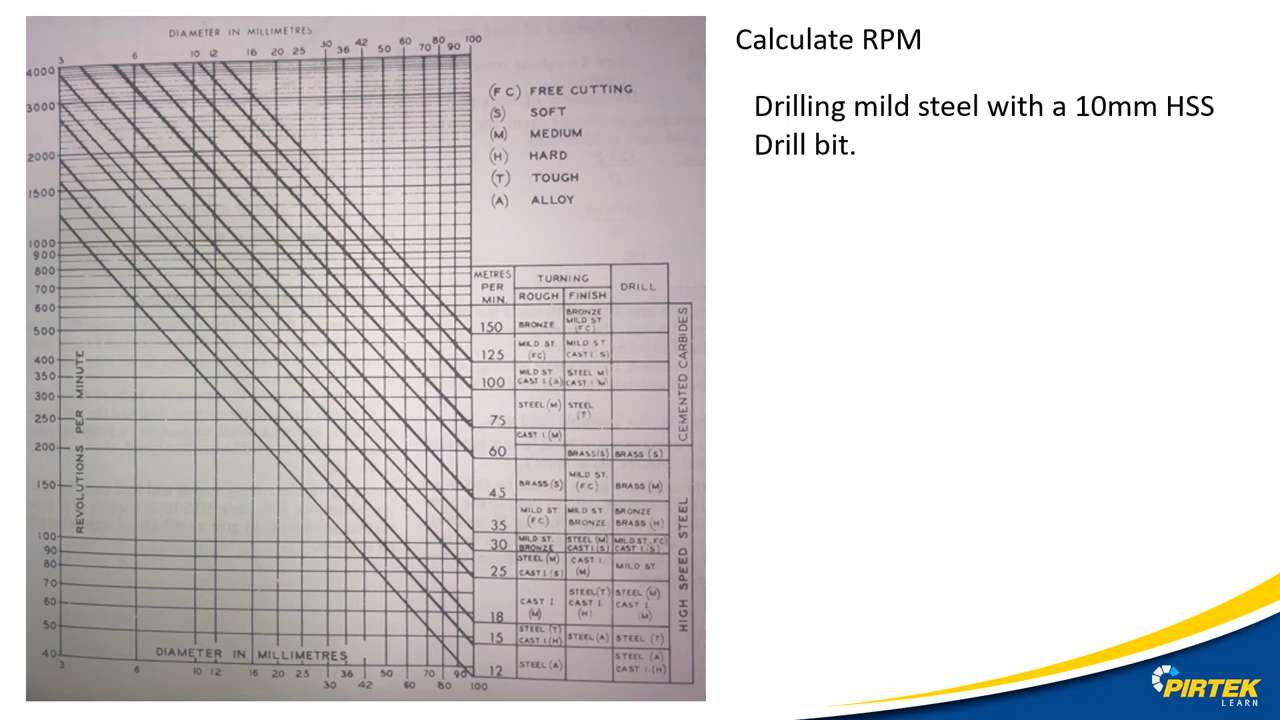 DIAMETER IN MILLIMETRES
3 6 10 12 16 20 25 30 36 42 50 60 70 80 90 100
4000
3000
2000
1500
1000
900
800
700
600
500
400
350
300
250
200
150
100
90
80
70
60
50
40
REVOLUTIONS PER MINUTE
DIAMETER IN MILLIMETRES
3 6 10 12 16 20 25 30 36 42 50 60 70 80 90 100
(F C) FREE CUTTING
(S) SOFT
(M) MEDIUM
(H) HARD
(T) TOUGH
(A) ALLOY
METRES PER MIN.
TURNING
ROUGH FINISH
DRILL
150 BRONZE
BRONZE
MILD ST
(F C)
125 MILD ST.
(FC)
MILD ST
CAST I. (S)
100 MILD ST
CAST I. (S)
STEEL (M)
CAST I (M)
75 STEEL (M)
STEEL
(T)
CAST I. (M)
60 BRASS(S) BRASS (S)
45 BRASS (S)
MILD ST.
(F C)
BRASS (M)
35 MILD ST
(FC)
MILD ST
BRONZE
BRONZE
BRASS (H)
30 MILD ST.
BRONZE
STEEL (M)
CAST I.(S)
MILD ST.(FC)
CAST I.(S)
25 STEEL (M)
CAST I.(S)
CAST I.
(M)
MILD ST
18 CAST I.
(M)
STEEL(T)
CAST I.
(H)
STEEL (M)
CAST I.
(M)
15 STEEL (T)
CAST I.(H)
STEEL(A) STEEL (T)
12 STEEL(A)
STEEL (A)
CAST I.(H)
CEMENTED CARBIDES
HIGH SPEED STEEL
Calculate RPM
Drilling mild steel with a 10mm HSS
Drill bit.
PIRTEK
LEARN